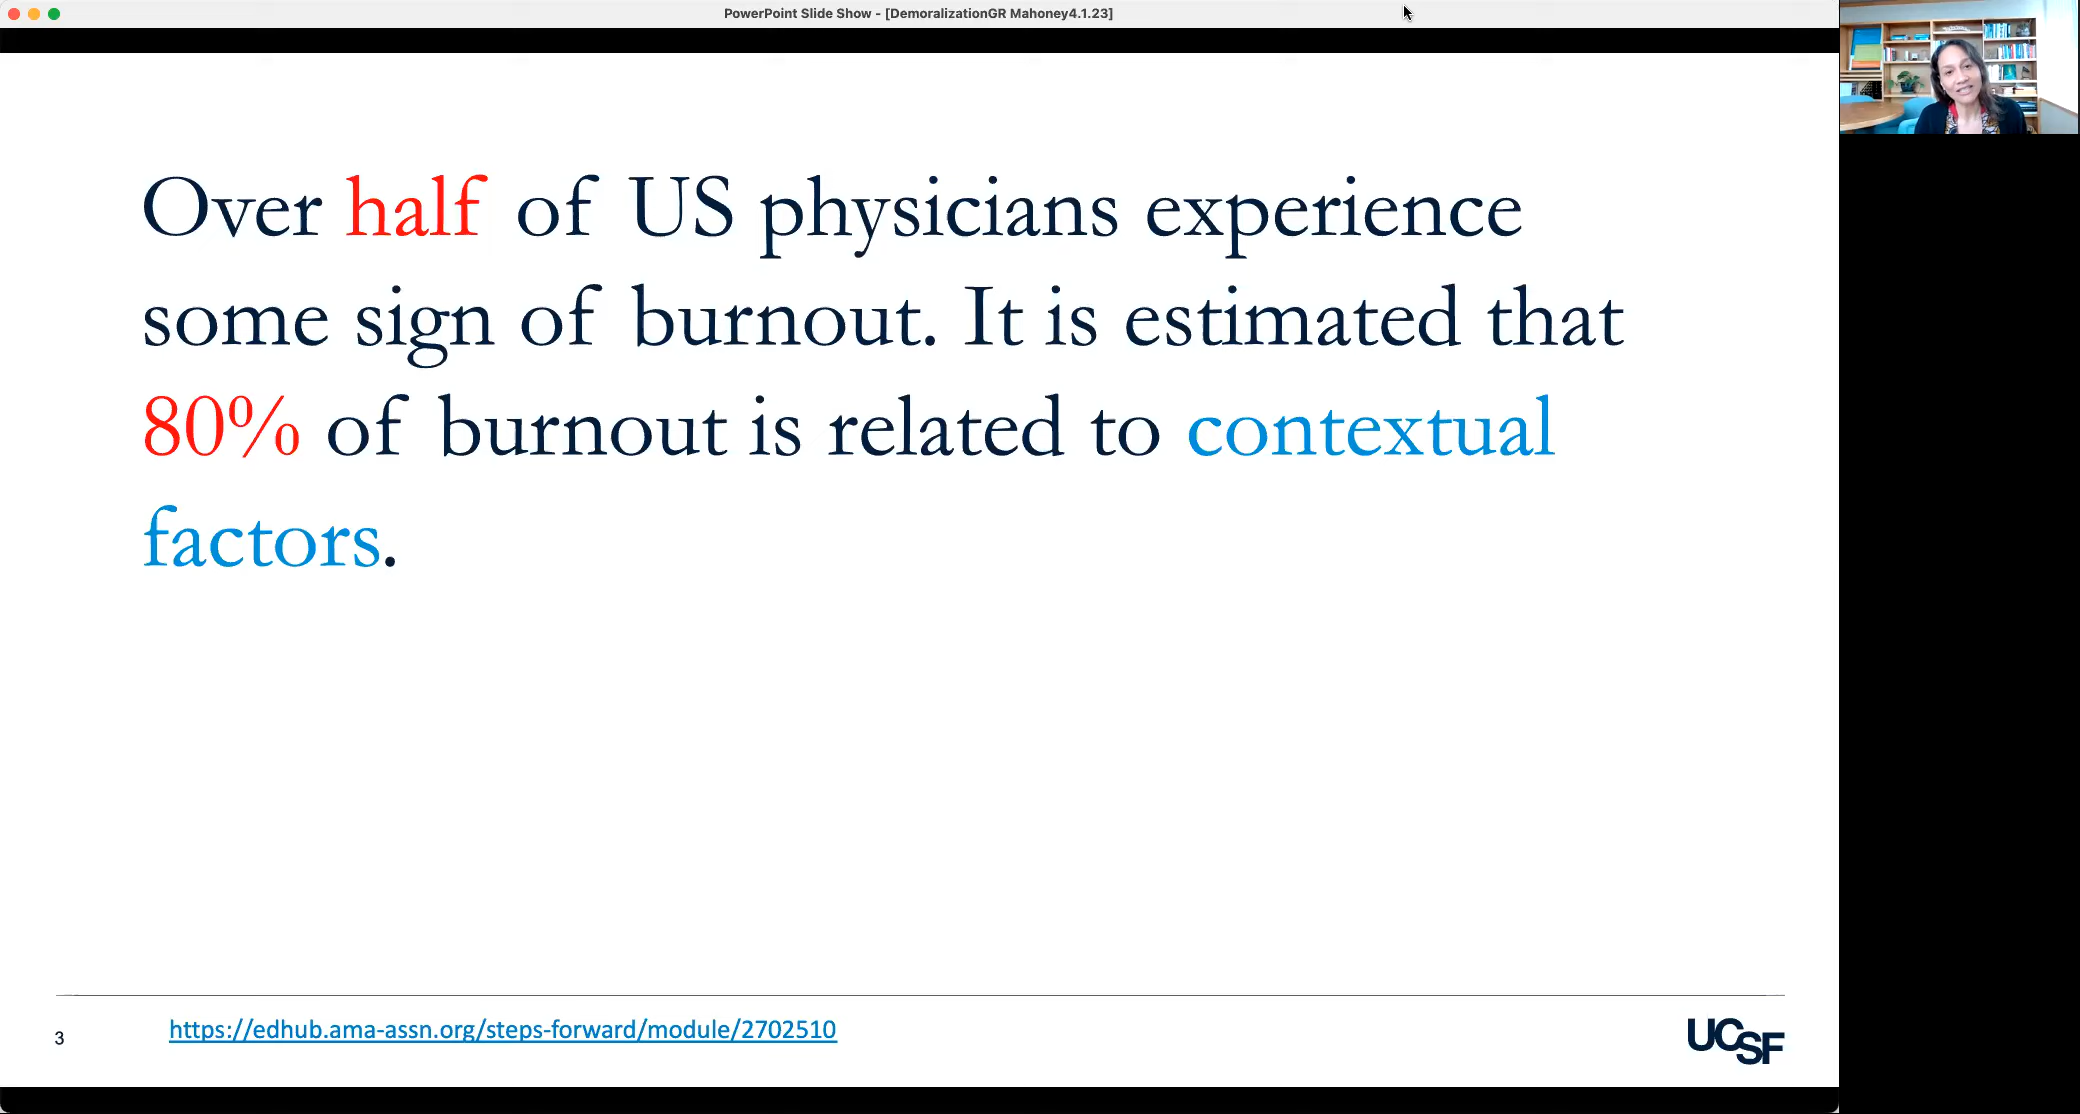 PowerPoint Slide Show - [DemoralizationGR Mahoney4.1.23]
Over half of US physicians experience
some sign of burnout. It is estimated that
80% of burnout is related to contextual
factors.
3
https://edhub.ama-assn.org/steps-forward/module/2702510
UCSF